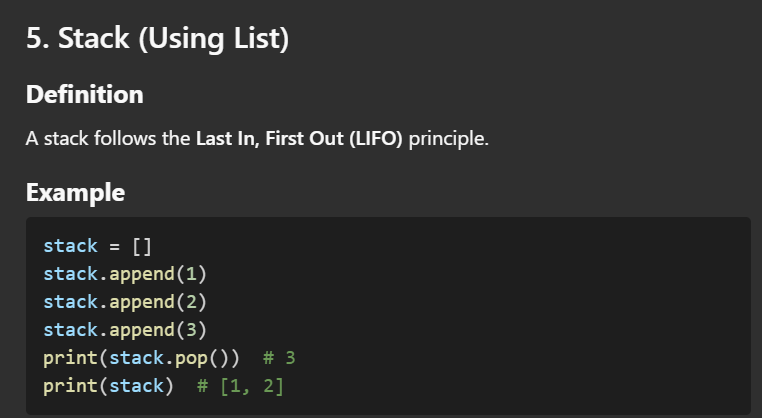 5. Stack (Using List)
Definition
A stack follows the Last In, First Out (LIFO) principle.
Example
stack = []
stack.append(1)
stack.append(2)
stack.append(3)
print(stack.pop())  # 3
print(stack)  # [1, 2]